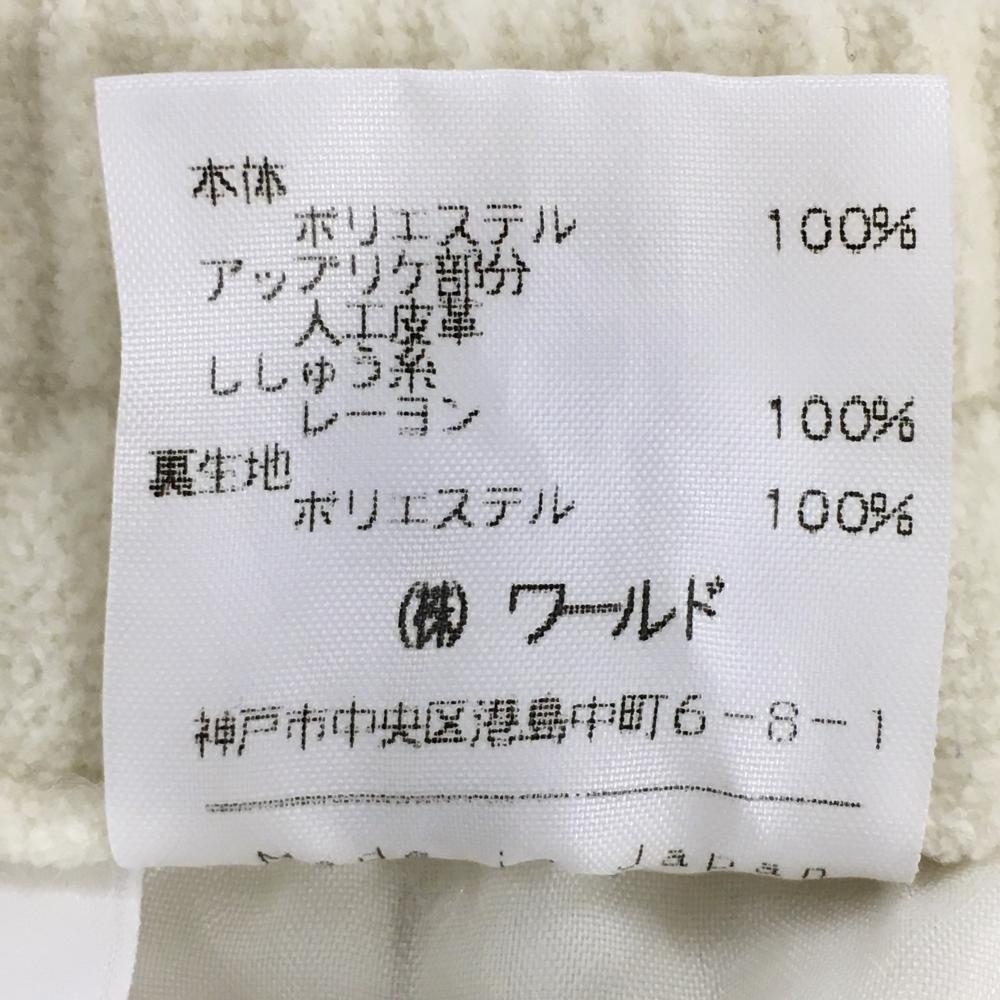 本体
ポリエステル 100%
アップリケ部分
人工皮革
ししゅう糸
レーヨン 100%
裏生地
ポリエステル 100%
㈱ ワールド
神戸市中央区港島中町6-8-1
Made in Japan